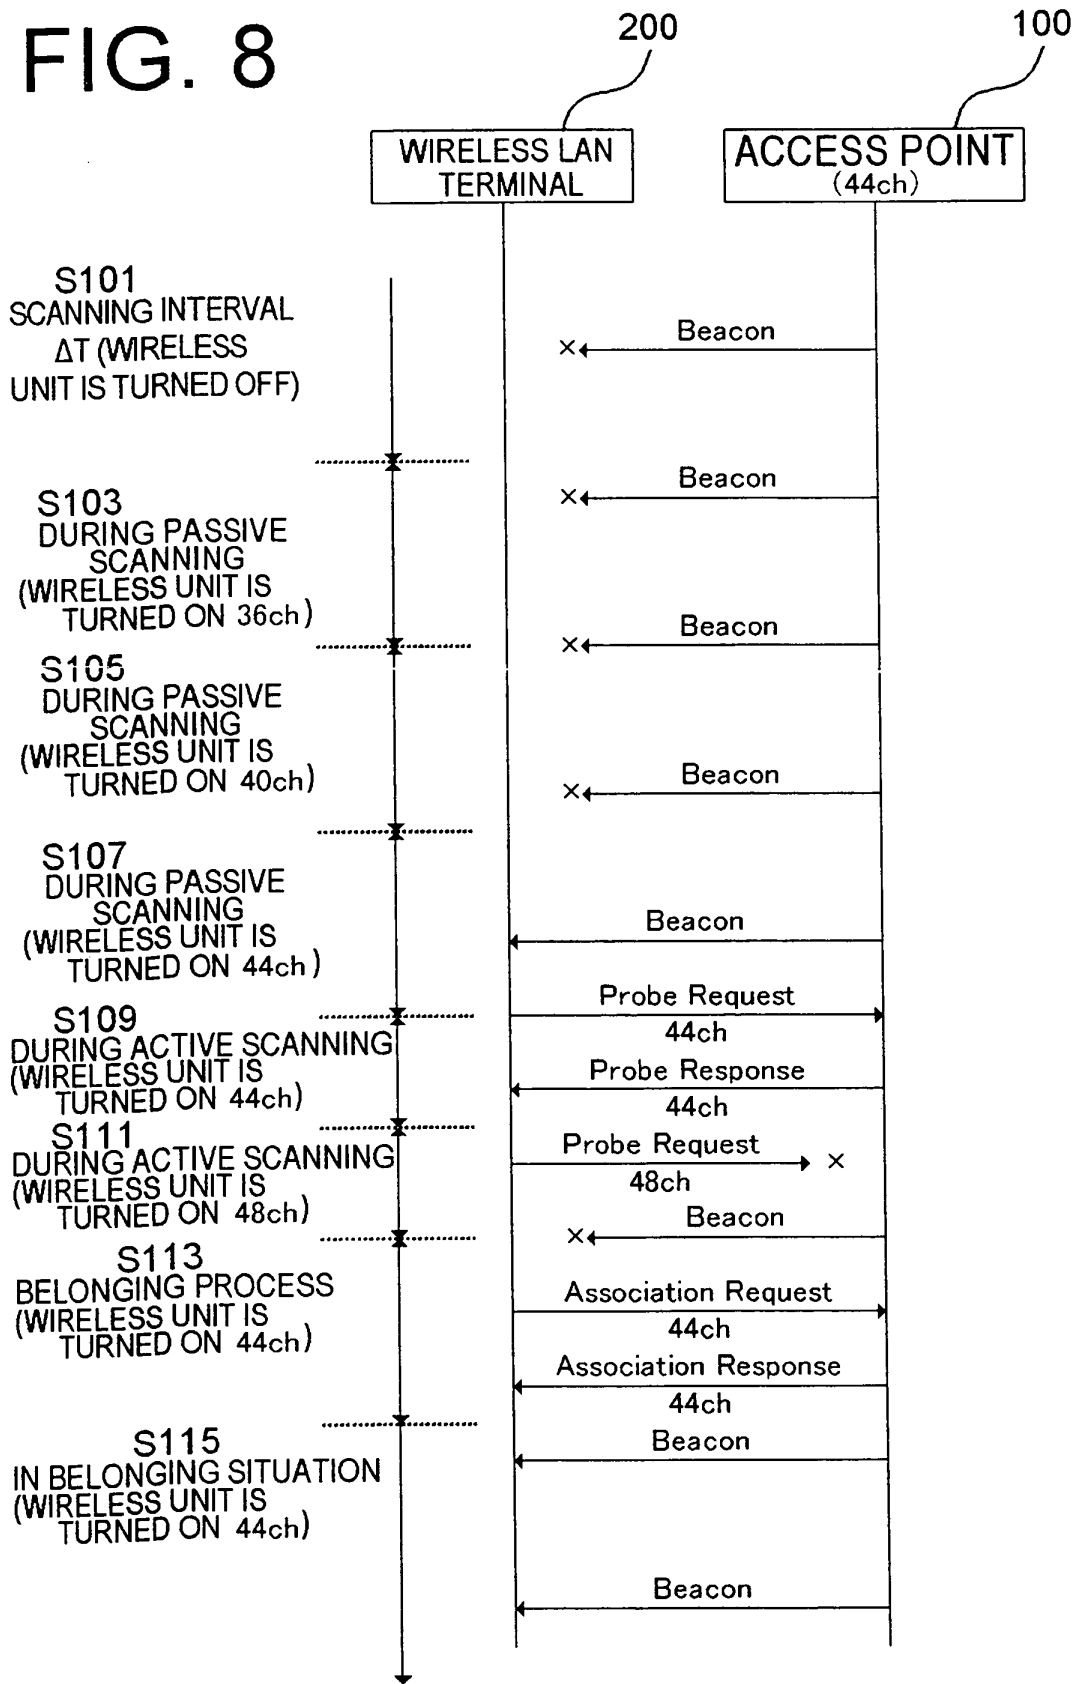 FIG. 8
200
100
WIRELESS LAN
TERMINAL
ACCESS POINT
(44ch)
S101
SCANNING INTERVAL
ΔT (WIRELESS
UNIT IS TURNED OFF)
Beacon
×
S103
DURING PASSIVE
SCANNING
(WIRELESS UNIT IS
TURNED ON 36ch)
Beacon
×
Beacon
×
S105
DURING PASSIVE
SCANNING
(WIRELESS UNIT IS
TURNED ON 40ch)
Beacon
×
S107
DURING PASSIVE
SCANNING
(WIRELESS UNIT IS
TURNED ON 44ch)
Beacon
S109
DURING ACTIVE SCANNING
(WIRELESS UNIT IS
TURNED ON 44ch)
Probe Request
44ch
Probe Response
44ch
S111
DURING ACTIVE SCANNING
(WIRELESS UNIT IS
TURNED ON 48ch)
Probe Request
×
48ch
Beacon
×
S113
BELONGING PROCESS
(WIRELESS UNIT IS
TURNED ON 44ch)
Association Request
44ch
Association Response
44ch
S115
IN BELONGING SITUATION
(WIRELESS UNIT IS
TURNED ON 44ch)
Beacon
Beacon